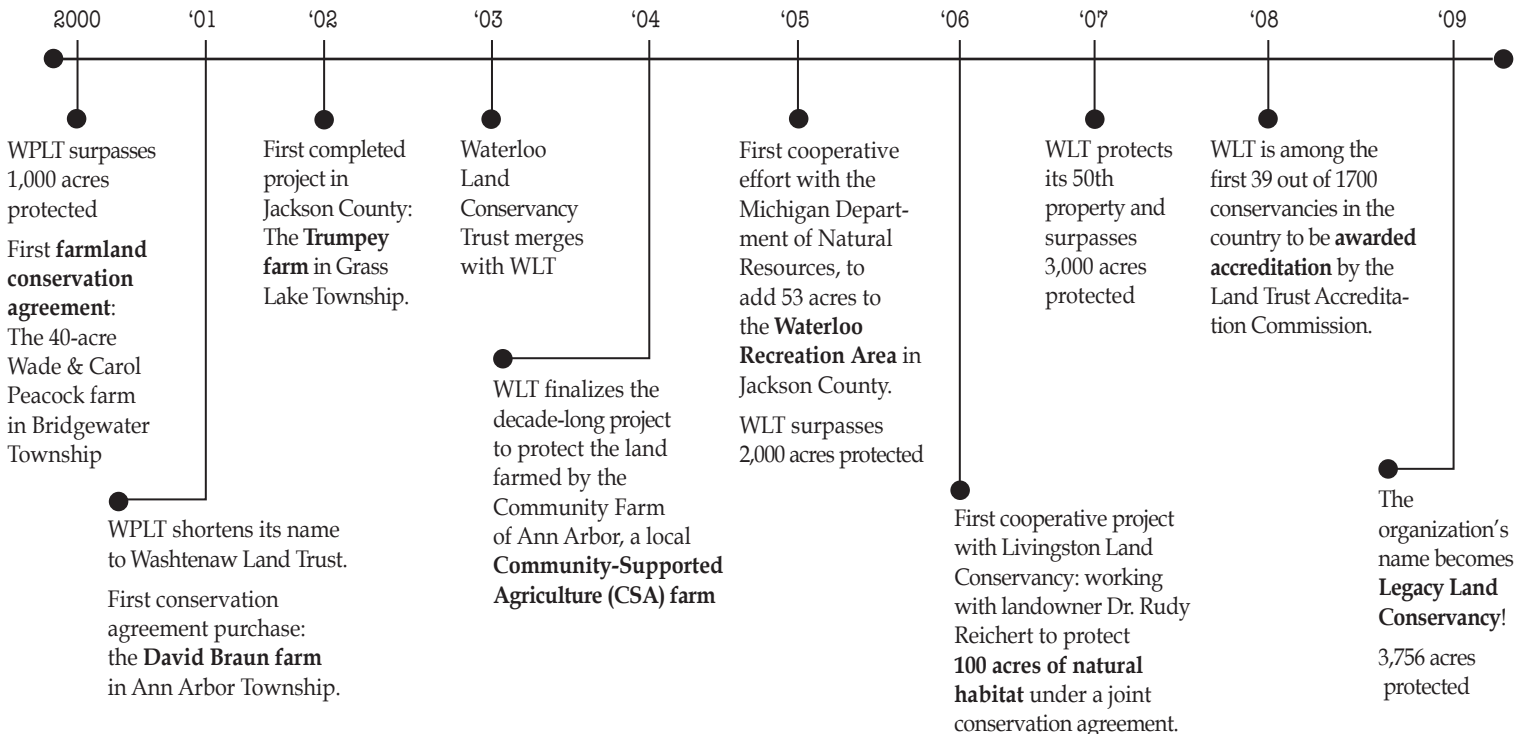 2000
‘01
‘02
‘03
‘04
‘05
‘06
‘07
‘08
‘09
WPLT surpasses
1,000 acres
protected
First farmland
conservation
agreement:
The 40-acre
Wade & Carol
Peacock farm
in Bridgewater
Township
WPLT shortens its name
to Washtenaw Land Trust.
First conservation
agreement purchase:
the David Braun farm
in Ann Arbor Township.
First completed
project in
Jackson County:
The Trumpey
farm in Grass
Lake Township.
Waterloo
Land
Conservancy
Trust merges
with WLT
WLT finalizes the
decade-long project
to protect the land
farmed by the
Community Farm
of Ann Arbor, a local
Community-Supported
Agriculture (CSA) farm
First cooperative
effort with the
Michigan Depart-
ment of Natural
Resources, to
add 53 acres to
the Waterloo
Recreation Area in
Jackson County.
WLT surpasses
2,000 acres protected
First cooperative project
with Livingston Land
Conservancy: working
with landowner Dr. Rudy
Reichert to protect
100 acres of natural
habitat under a joint
conservation agreement.
WLT protects
its 50th
property and
surpasses
3,000 acres
protected
WLT is among the
first 39 out of 1700
conservancies in the
country to be awarded
accreditation by the
Land Trust Accredita-
tion Commission.
The
organization’s
name becomes
Legacy Land
Conservancy!
3,756 acres
protected